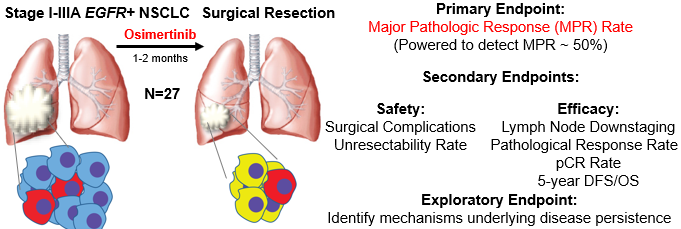 Stage I-IIIA EGFR+ NSCLC
Osimertinib
1-2 months
N=27
Surgical Resection
Primary Endpoint:
Major Pathologic Response (MPR) Rate
(Powered to detect MPR ~ 50%)
Secondary Endpoints:
Safety:
Surgical Complications
Unresectability Rate
Efficacy:
Lymph Node Downstaging
Pathological Response Rate
pCR Rate
5-year DFS/OS
Exploratory Endpoint:
Identify mechanisms underlying disease persistence